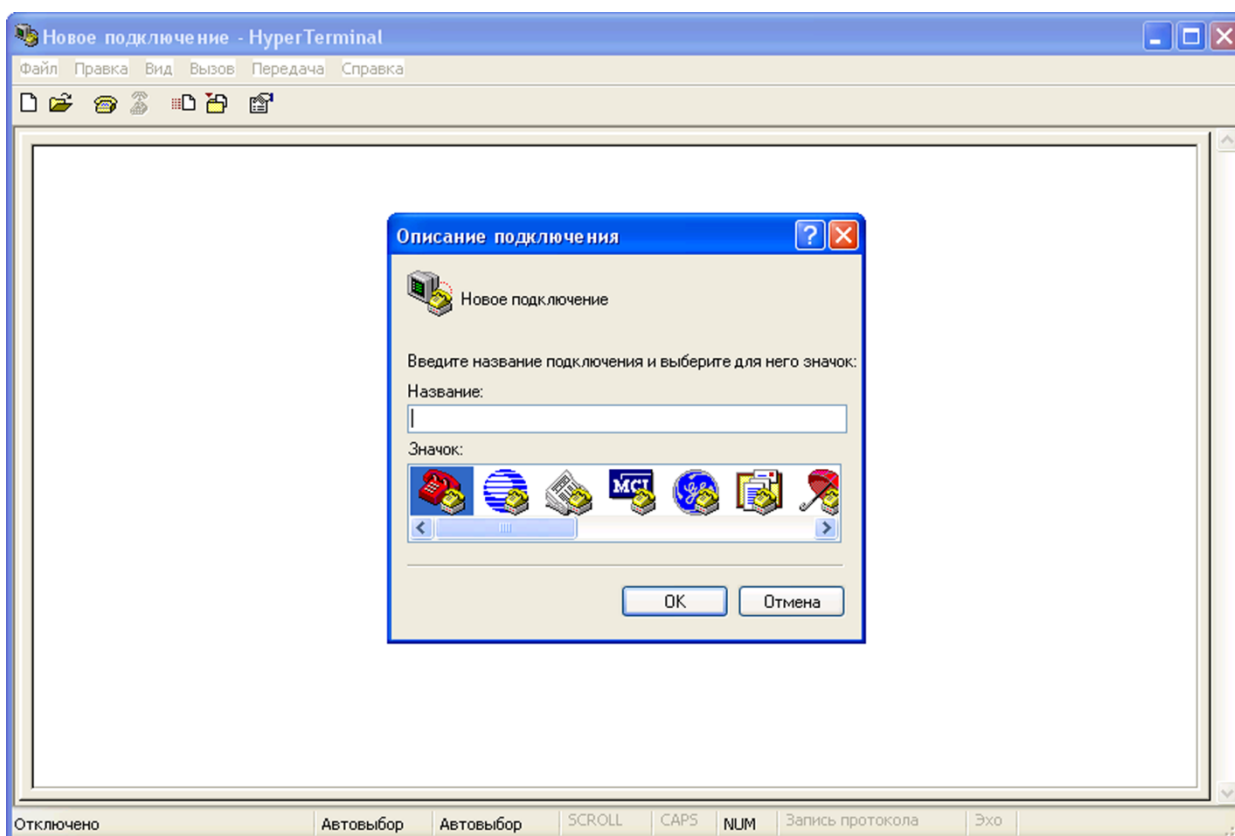 Новое подключение - HyperTerminal
Файл Правка Вид Вызов Передача Справка
Описание подключения
Новое подключение
Введите название подключения и выберите для него значок:
Название:
Значок:
MCI
OK Отмена
Отключено Автовыбор Автовыбор SCROLL CAPS NUM Запись протокола Эхо